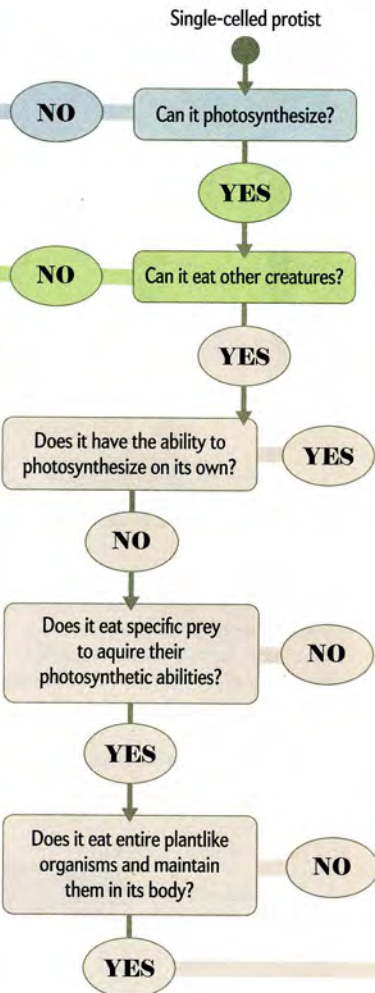 Single-celled protist
NO
Can it photosynthesize?
YES
NO
Can it eat other creatures?
YES
Does it have the ability to
photosynthesize on its own?
YES
NO
Does it eat specific prey
to aquire their
photosynthetic abilities?
NO
YES
Does it eat entire plantlike
organisms and maintain
them in its body?
NO
YES